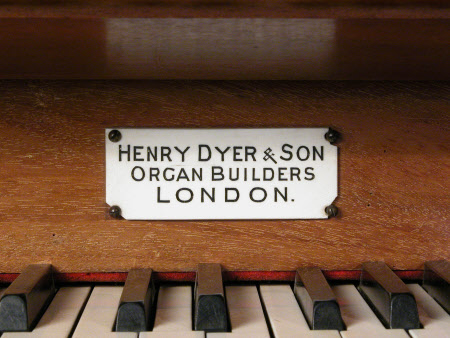 HENRY DYER & SON
ORGAN BUILDERS
LONDON.